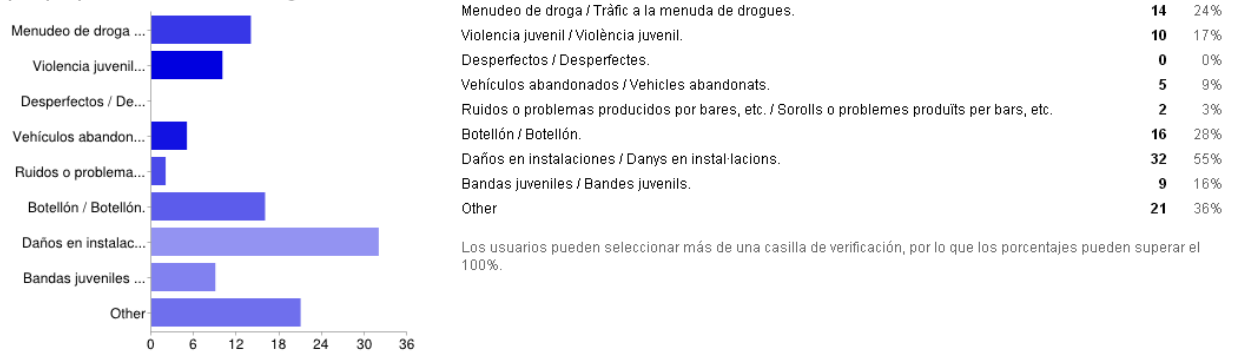 Menudeo de droga ...
Violencia juvenil...
Desperfectos / De...
Vehículos abandon...
Ruidos o problema...
Botellón / Botellón.
Daños en instalac...
Bandas juveniles ...
Other
0 6 12 18 24 30 36
Menudeo de droga / Tràfic a la menuda de drogues. 14 24%
Violencia juvenil / Violència juvenil. 10 17%
Desperfectos / Desperfectes. 0 0%
Vehículos abandonados / Vehicles abandonats. 5 9%
Ruidos o problemas producidos por bares, etc. / Sorolls o problemes produïts per bars, etc. 2 3%
Botellón / Botellón. 16 28%
Daños en instalaciones / Danys en instal·lacions. 32 55%
Bandas juveniles / Bandes juvenils. 9 16%
Other 21 36%
Los usuarios pueden seleccionar más de una casilla de verificación, por lo que los porcentajes pueden superar el
100%.